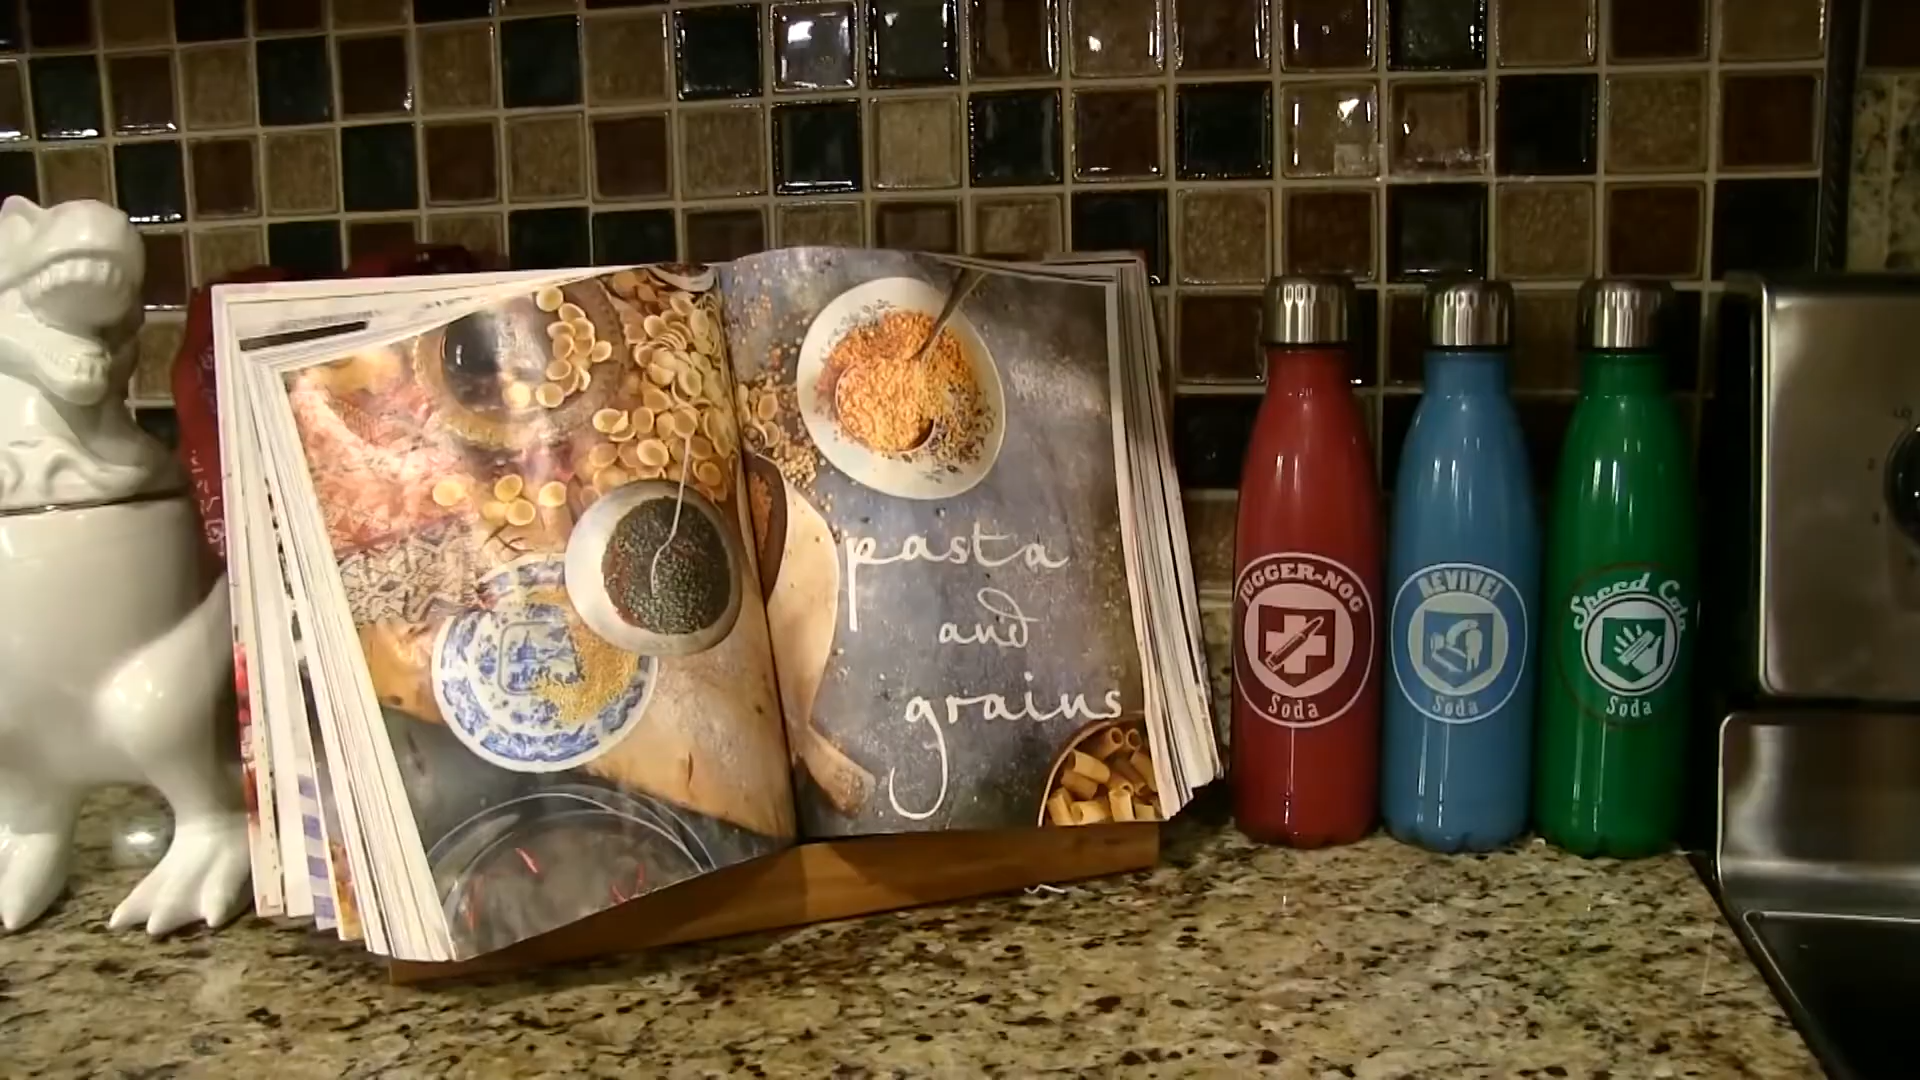 pasta
and
grains
JUGGER-NOG
Soda
REVIVE!
Soda
Speed Cola
Soda